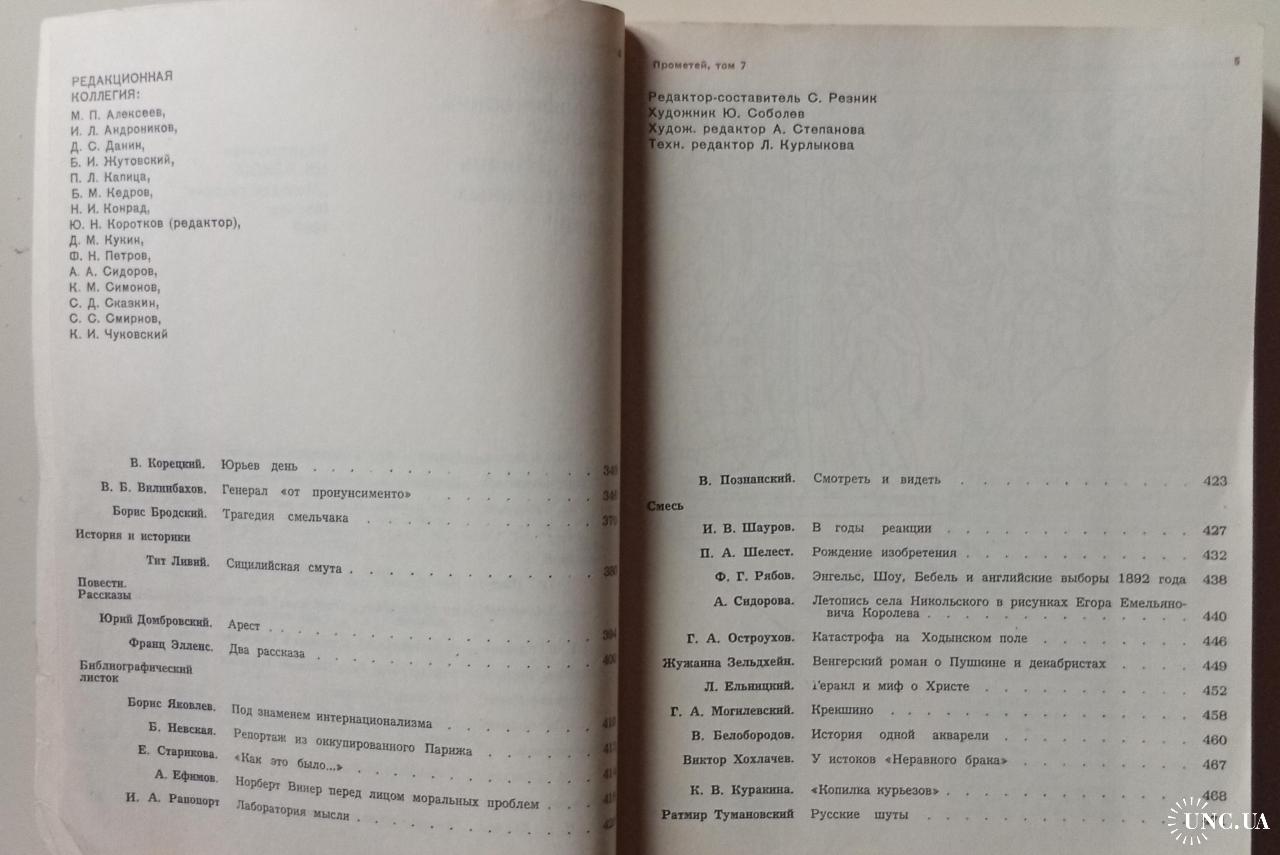 РЕДАКЦИОННАЯ
КОЛЛЕГИЯ:
М. П. Алексеев,
И. Л. Андроников,
Д. С. Данин,
Б. И. Жутовский,
П. Л. Капица,
Б. М. Кедров,
Н. И. Конрад,
Ю. Н. Коротков (редактор),
Д. М. Кукин,
Ф. Н. Петров,
А. А. Сидоров,
К. М. Симонов,
С. Д. Сказкин,
С. С. Смирнов,
К. И. Чуковский
В. Корецкий. Юрьев день
В. Б. Вилинбахов. Генерал «от пронунсименто»
Борис Бродский. Трагедия смельчака 370
История и историки
Тит Ливий. Сицилийская смута 380
Повести.
Рассказы
Юрий Домбровский. Арест 394
Франц Элленс. Два рассказа 400
Библиографический
листок
Борис Яковлев. Под знаменем интернационализма
Б. Невская. Репортаж из оккупированного Парижа
Е. Старикова. «Как это было...»
А. Ефимов. Норберт Винер перед лицом моральных проблем
И. А. Рапопорт Лаборатория мысли
Прометей, том 7 5
Редактор-составитель С. Резник
Художник Ю. Соболев
Худож. редактор А. Степанова
Техн. редактор Л. Курлыкова
В. Познанский. Смотреть и видеть 423
Смесь
И. В. Шауров. В годы реакции 427
П. А. Шелест. Рождение изобретения 432
Ф. Г. Рябов. Энгельс, Шоу, Бебель и английские выборы 1892 года 438
А. Сидорова. Летопись села Никольского в рисунках Егора Емельяно-
вича Королева 440
Г. А. Остроухов. Катастрофа на Ходынском поле 446
Жужанна Зельдхейн. Венгерский роман о Пушкине и декабристах 449
Л. Ельницкий. Геракл и миф о Христе 452
Г. А. Могилевский. Крекшино 458
В. Белобородов. История одной акварели 460
Виктор Хохлачев. У истоков «Неравного брака» 467
К. В. Куракина. «Копилка курьезов» 468
Ратмир Тумановский Русские шуты
UNC.UA